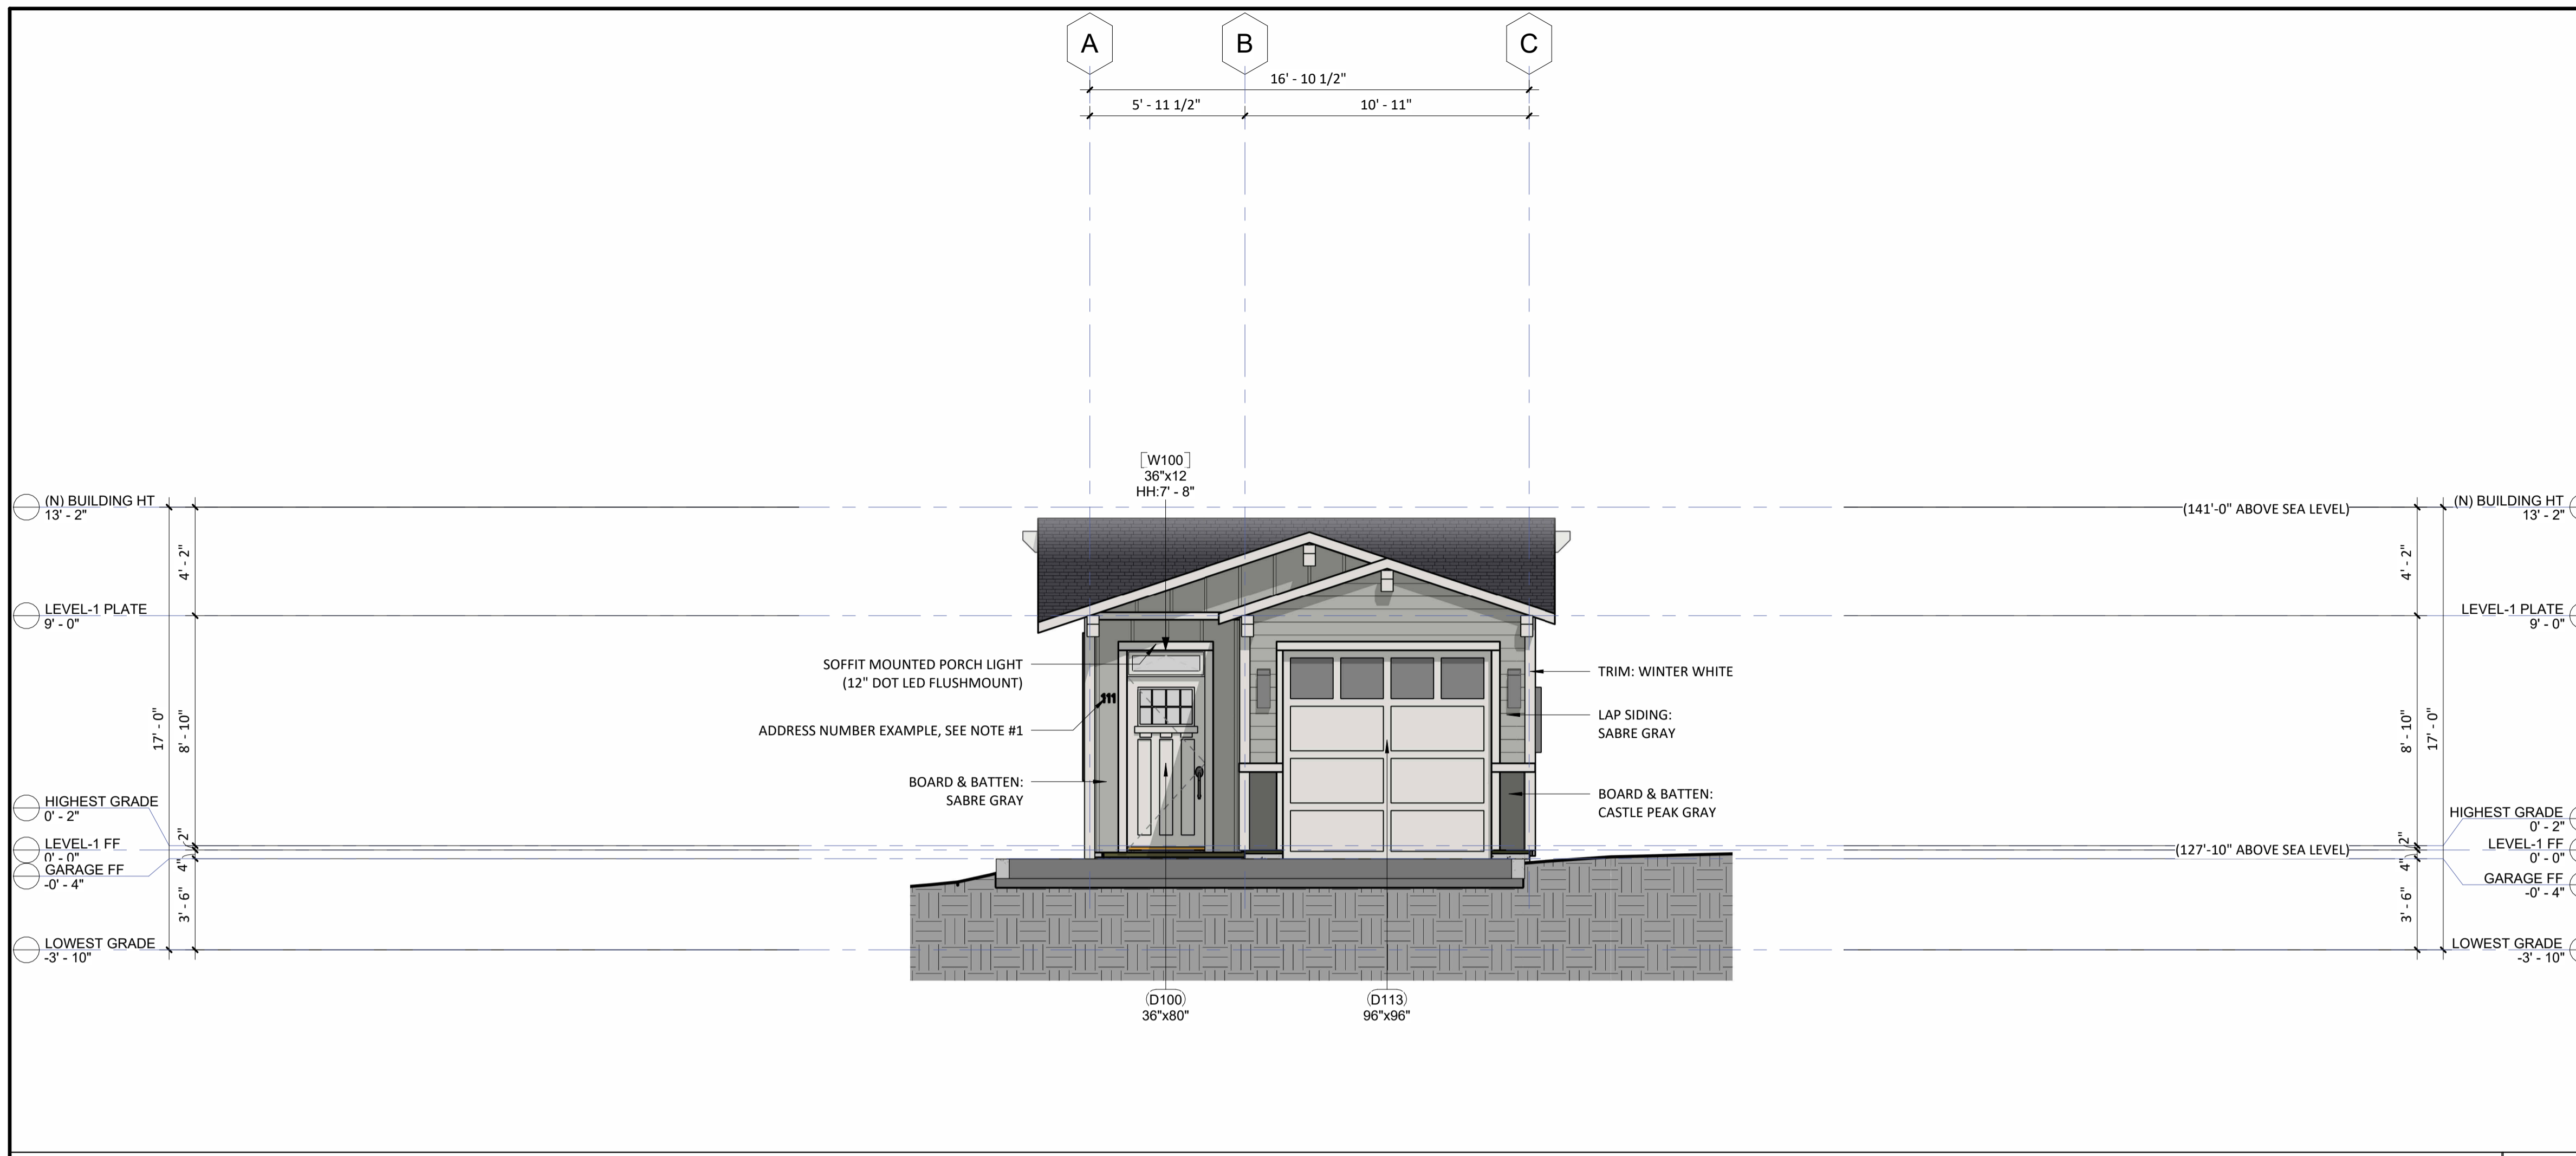 A
B
C
16' - 10 1/2"
5' - 11 1/2"
10' - 11"
[W100]
36"x12
HH:7' - 8"
(N) BUILDING HT
13' - 2"
4' - 2"
LEVEL-1 PLATE
9' - 0"
17' - 0"
8' - 10"
HIGHEST GRADE
0' - 2"
2"
LEVEL-1 FF
0' - 0"
4"
GARAGE FF
-0' - 4"
3' - 6"
LOWEST GRADE
-3' - 10"
SOFFIT MOUNTED PORCH LIGHT
(12" DOT LED FLUSHMOUNT)
111
ADDRESS NUMBER EXAMPLE, SEE NOTE #1
BOARD & BATTEN:
SABRE GRAY
TRIM: WINTER WHITE
LAP SIDING:
SABRE GRAY
BOARD & BATTEN:
CASTLE PEAK GRAY
(D100)
36"x80"
(D113)
96"x96"
(141'-0" ABOVE SEA LEVEL)
(N) BUILDING HT
13' - 2"
4' - 2"
LEVEL-1 PLATE
9' - 0"
8' - 10"
17' - 0"
HIGHEST GRADE
0' - 2"
2"
(127'-10" ABOVE SEA LEVEL)
LEVEL-1 FF
0' - 0"
4"
GARAGE FF
-0' - 4"
3' - 6"
LOWEST GRADE
-3' - 10"